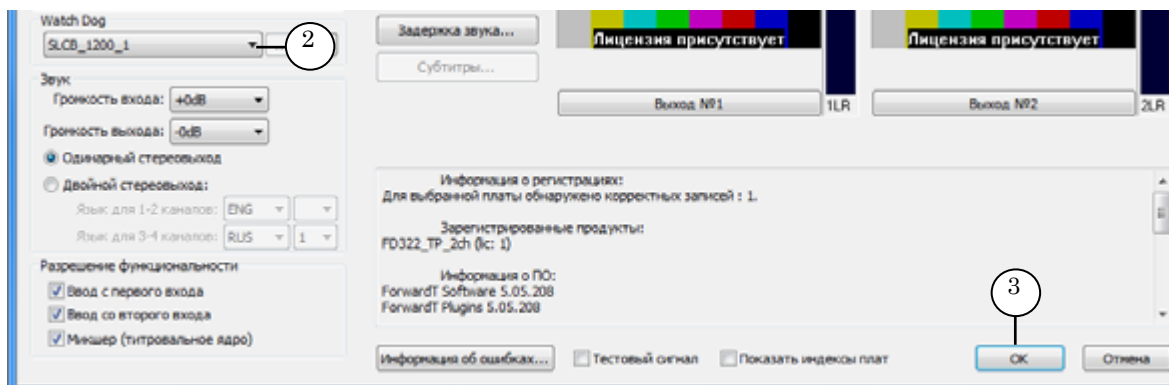 Watch Dog
SLCB_1200_1
2
Звук
Громкость входа: +0dB
Громкость выхода: -0dB
Одинарный стереовыход
Двойной стереовыход:
Язык для 1-2 каналов: ENG
Язык для 3-4 каналов: RUS 1
Разрешение функциональности
Ввод с первого входа
Ввод со второго входа
Микшер (титровальное ядро)
Задержка звука...
Субтитры...
Лицензия присутствует
Выход №1
1LR
Лицензия присутствует
Выход №2
2LR
Информация о регистрациях:
Для выбранной платы обнаружено корректных записей : 1.
Зарегистрированные продукты:
FD322_TP_2ch (lic: 1)
Информация о ПО:
ForwardT Software 5.05.208
ForwardT Plugins 5.05.208
3
Информация об ошибках...
Тестовый сигнал
Показать индексы плат
OK
Отмена